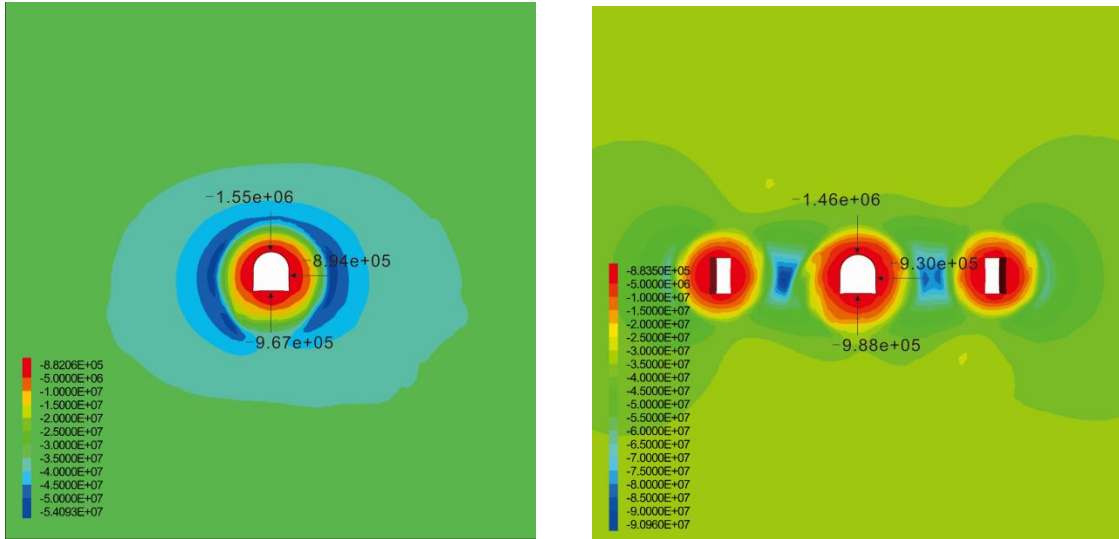 −1.55e+06
−8.94e+05
−9.67e+05
-8.8206E+05
-5.0000E+06
-1.0000E+07
-1.5000E+07
-2.0000E+07
-2.5000E+07
-3.0000E+07
-3.5000E+07
-4.0000E+07
-4.5000E+07
-5.0000E+07
-5.4093E+07
−1.46e+06
−9.30e+05
−9.88e+05
-8.8350E+05
-5.0000E+06
-1.0000E+07
-1.5000E+07
-2.0000E+07
-2.5000E+07
-3.0000E+07
-3.5000E+07
-4.0000E+07
-4.5000E+07
-5.0000E+07
-5.5000E+07
-6.0000E+07
-6.5000E+07
-7.0000E+07
-7.5000E+07
-8.0000E+07
-8.5000E+07
-9.0000E+07
-9.0960E+07